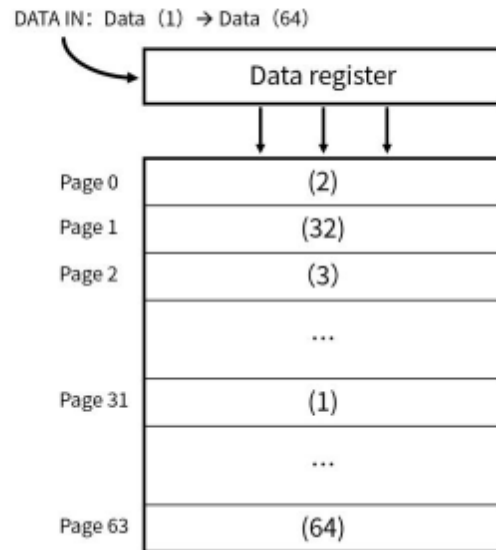 DATA IN: Data (1) → Data (64)
Data register
Page 0 (2)
Page 1 (32)
Page 2 (3)
...
Page 31 (1)
...
Page 63 (64)